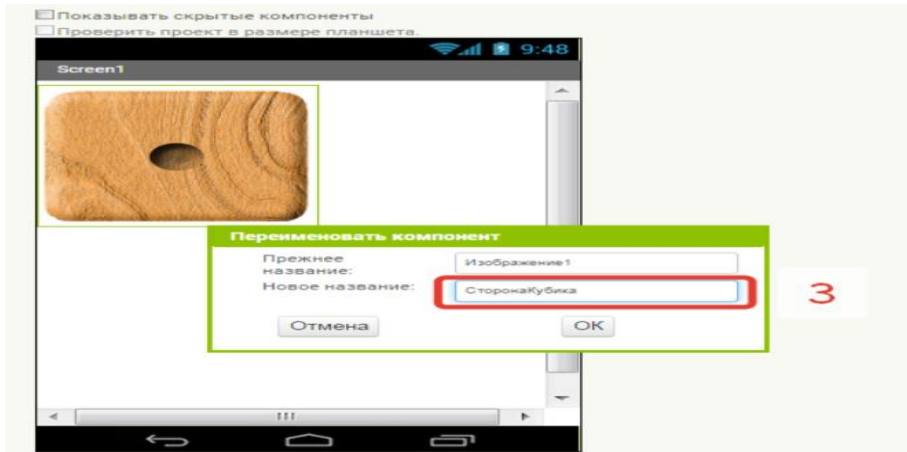 Показывать скрытые компоненты
Проверить проект в размере планшета.
9:48
Screen1
Переименовать компонент
Прежнее название:
Изображение1
Новое название:
СторонаКубика
3
Отмена
ОК